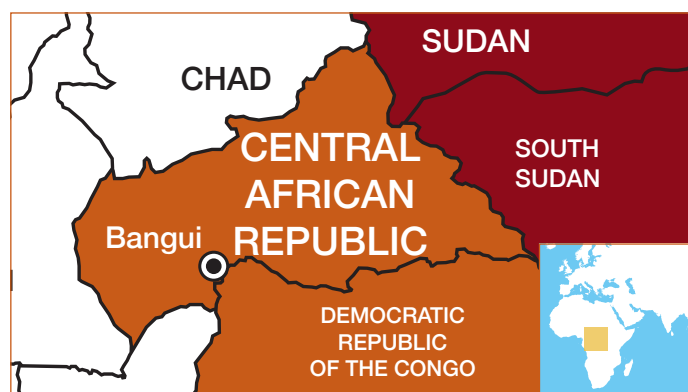 SUDAN
CHAD
CENTRAL
AFRICAN
REPUBLIC
SOUTH
SUDAN
Bangui
DEMOCRATIC
REPUBLIC
OF THE CONGO